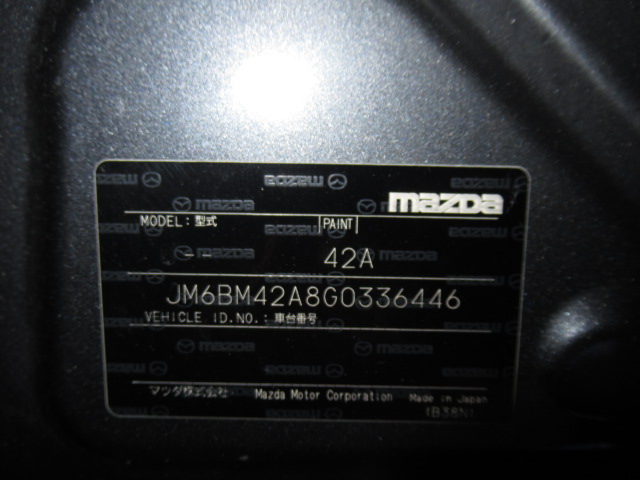 mazda
MODEL: 型式 PAINT
-- 42A
JM6BM42A8G0336446
VEHICLE ID.NO.: 車台番号
マツダ株式会社 Mazda Motor Corporation Made in Japan
(B38N)